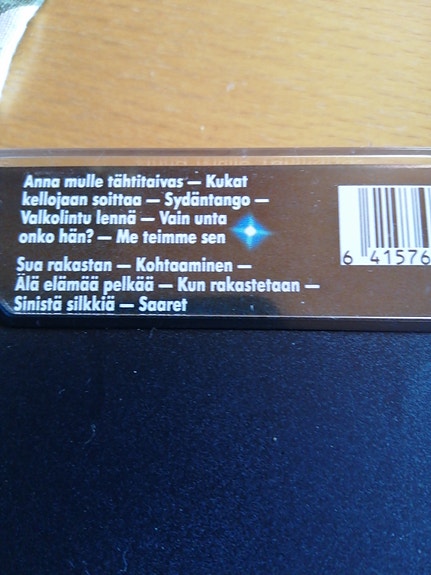 Anna mulle tähtitaivas — Kukat
kellojaan soittaa — Sydäntango —
Valkolintu lennä — Vain unta
onko hän? — Me teimme sen
Sua rakastan — Kohtaaminen —
Älä elämää pelkää — Kun rakastetaan —
Sinistä silkkiä — Saaret
6 41576